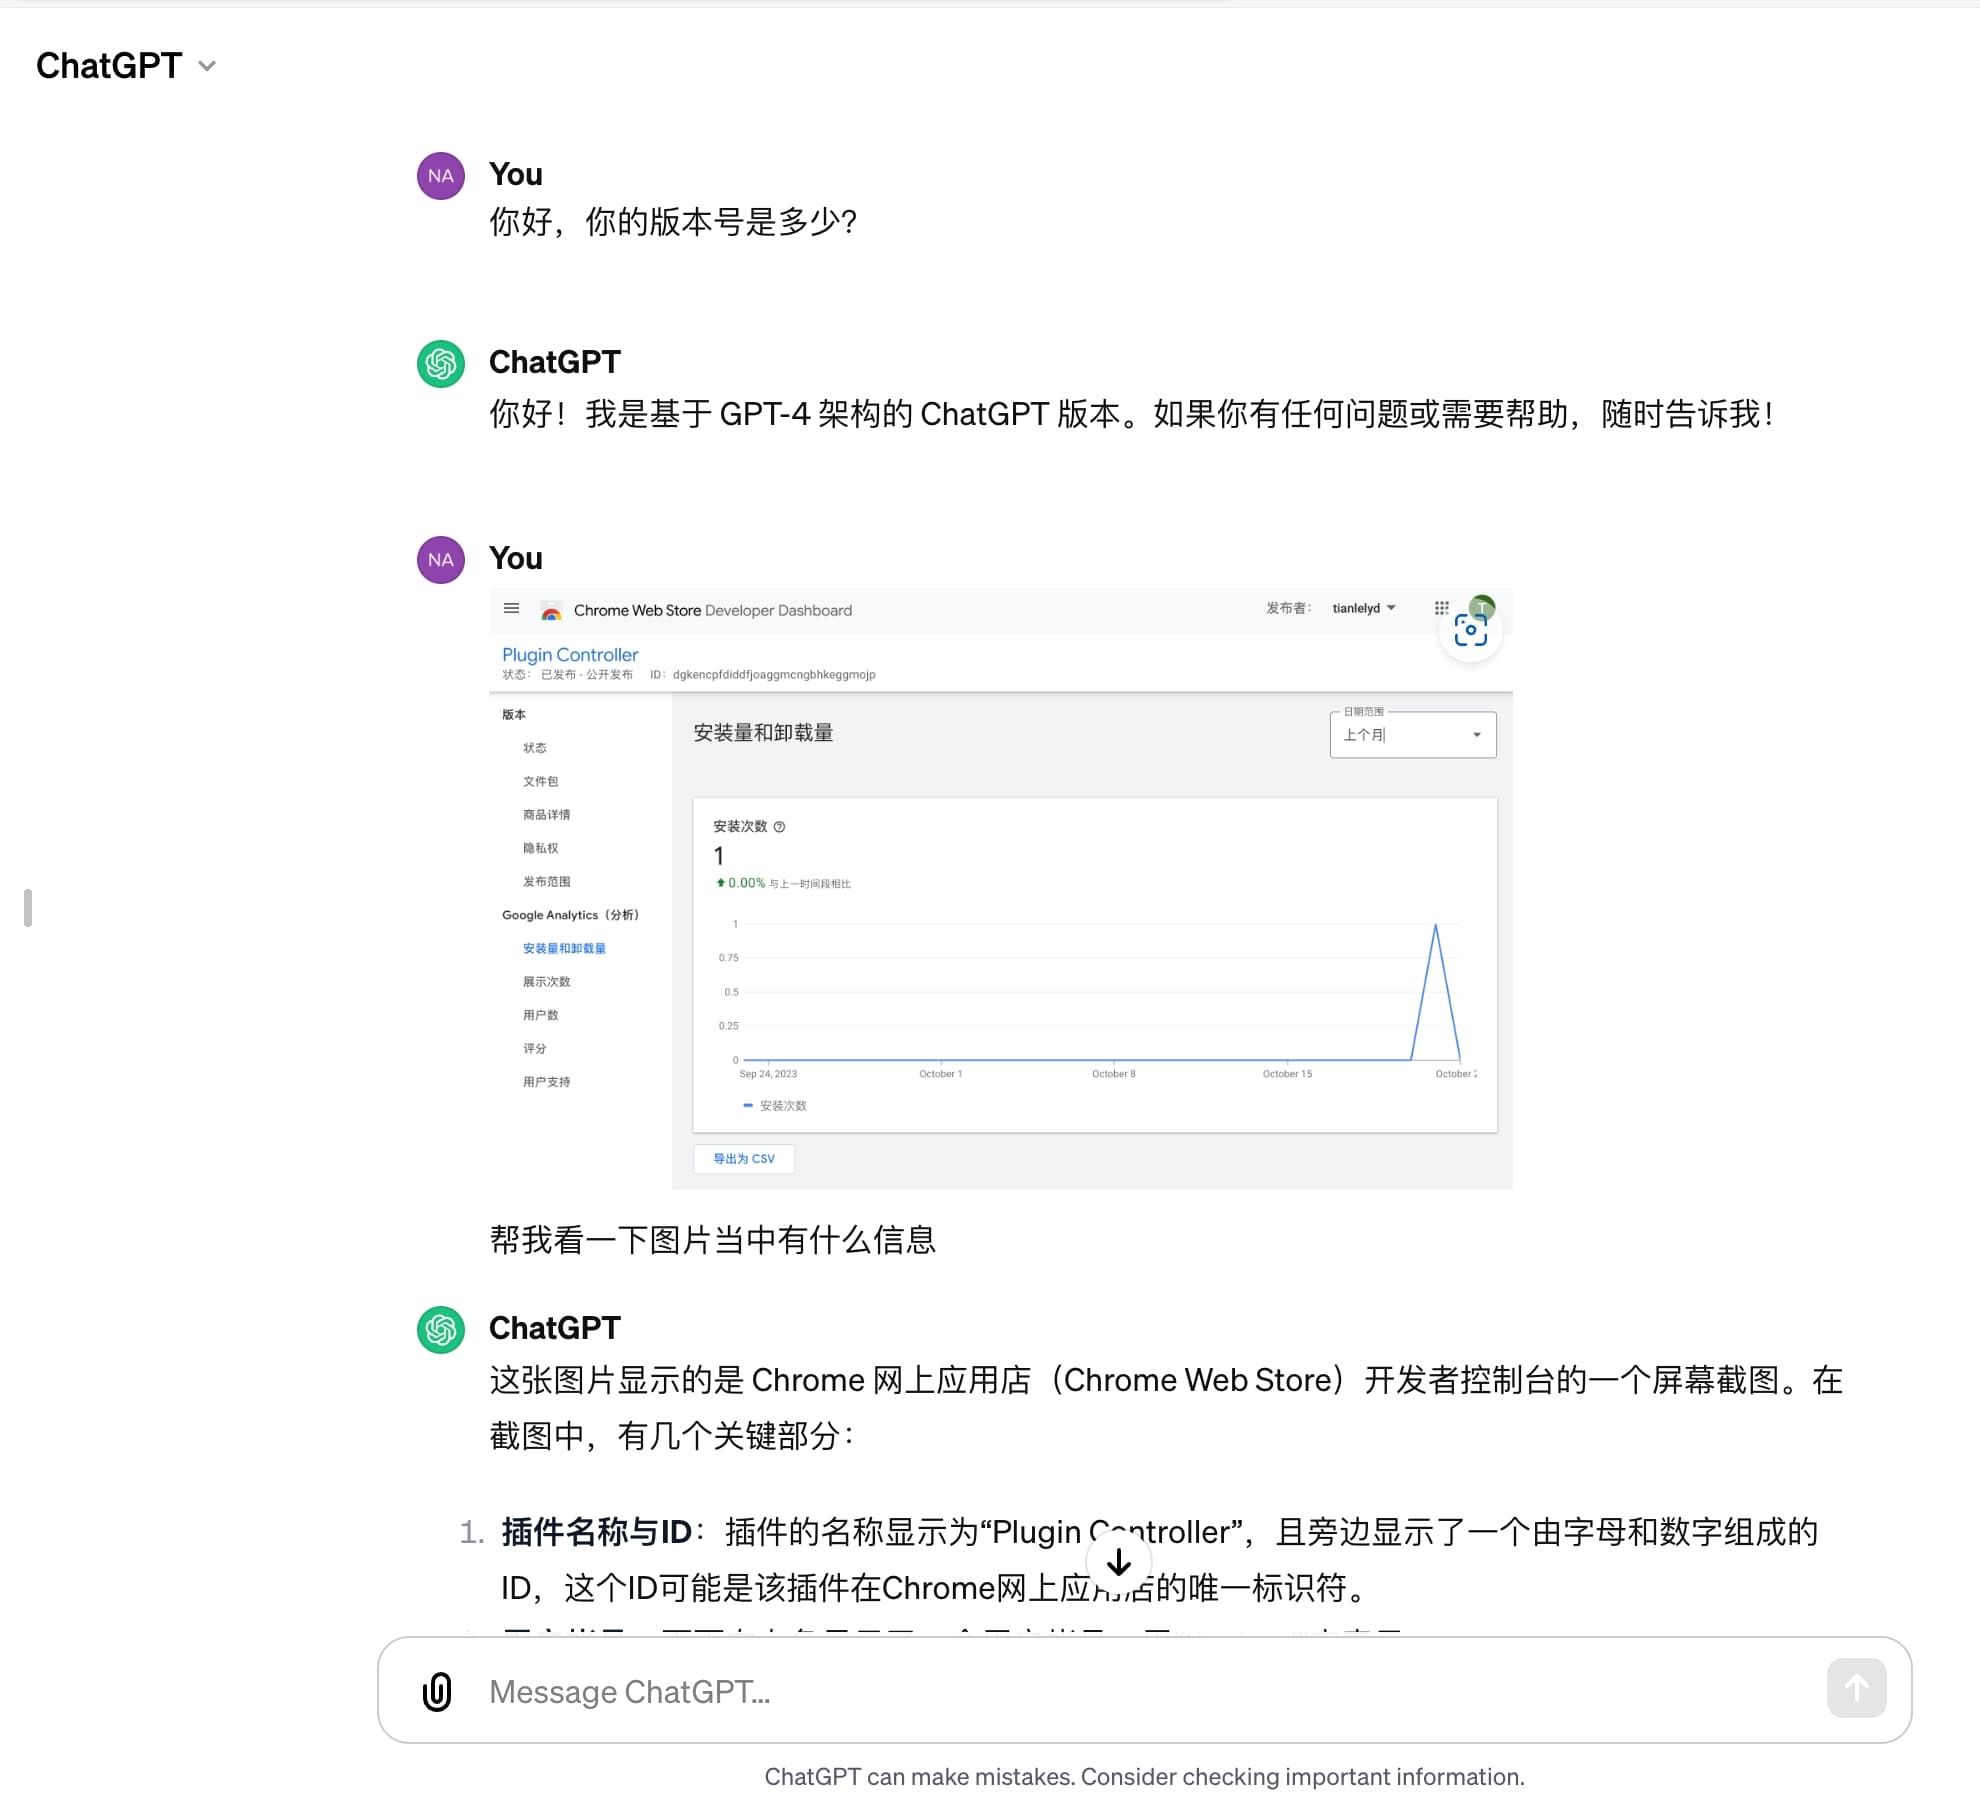 ChatGPT
NA
You
你好，你的版本号是多少？
ChatGPT
你好！我是基于 GPT-4 架构的 ChatGPT 版本。如果你有任何问题或需要帮助，随时告诉我！
NA
You
Chrome Web Store Developer Dashboard
发布者： tianlelyd
T
Plugin Controller
状态： 已发布 - 公开发布 ID： dgkencpfdiddfjoaggmcngbhkeggmojp
版本
状态
文件包
商品详情
隐私权
发布范围
Google Analytics（分析）
安装量和卸载量
展示次数
用户数
评分
用户支持
安装量和卸载量
日期范围
上个月
安装次数
1
0.00% 与上一时间段相比
1
0.75
0.5
0.25
0
Sep 24, 2023 October 1 October 8 October 15 October
安装次数
导出为 CSV
帮我看一下图片当中有什么信息
ChatGPT
这张图片显示的是 Chrome 网上应用店（Chrome Web Store）开发者控制台的一个屏幕截图。在
截图中，有几个关键部分：
1. 插件名称与ID：插件的名称显示为“Plugin Controller”，且旁边显示了一个由字母和数字组成的
ID，这个ID可能是该插件在Chrome网上应用店的唯一标识符。
Message ChatGPT...
ChatGPT can make mistakes. Consider checking important information.